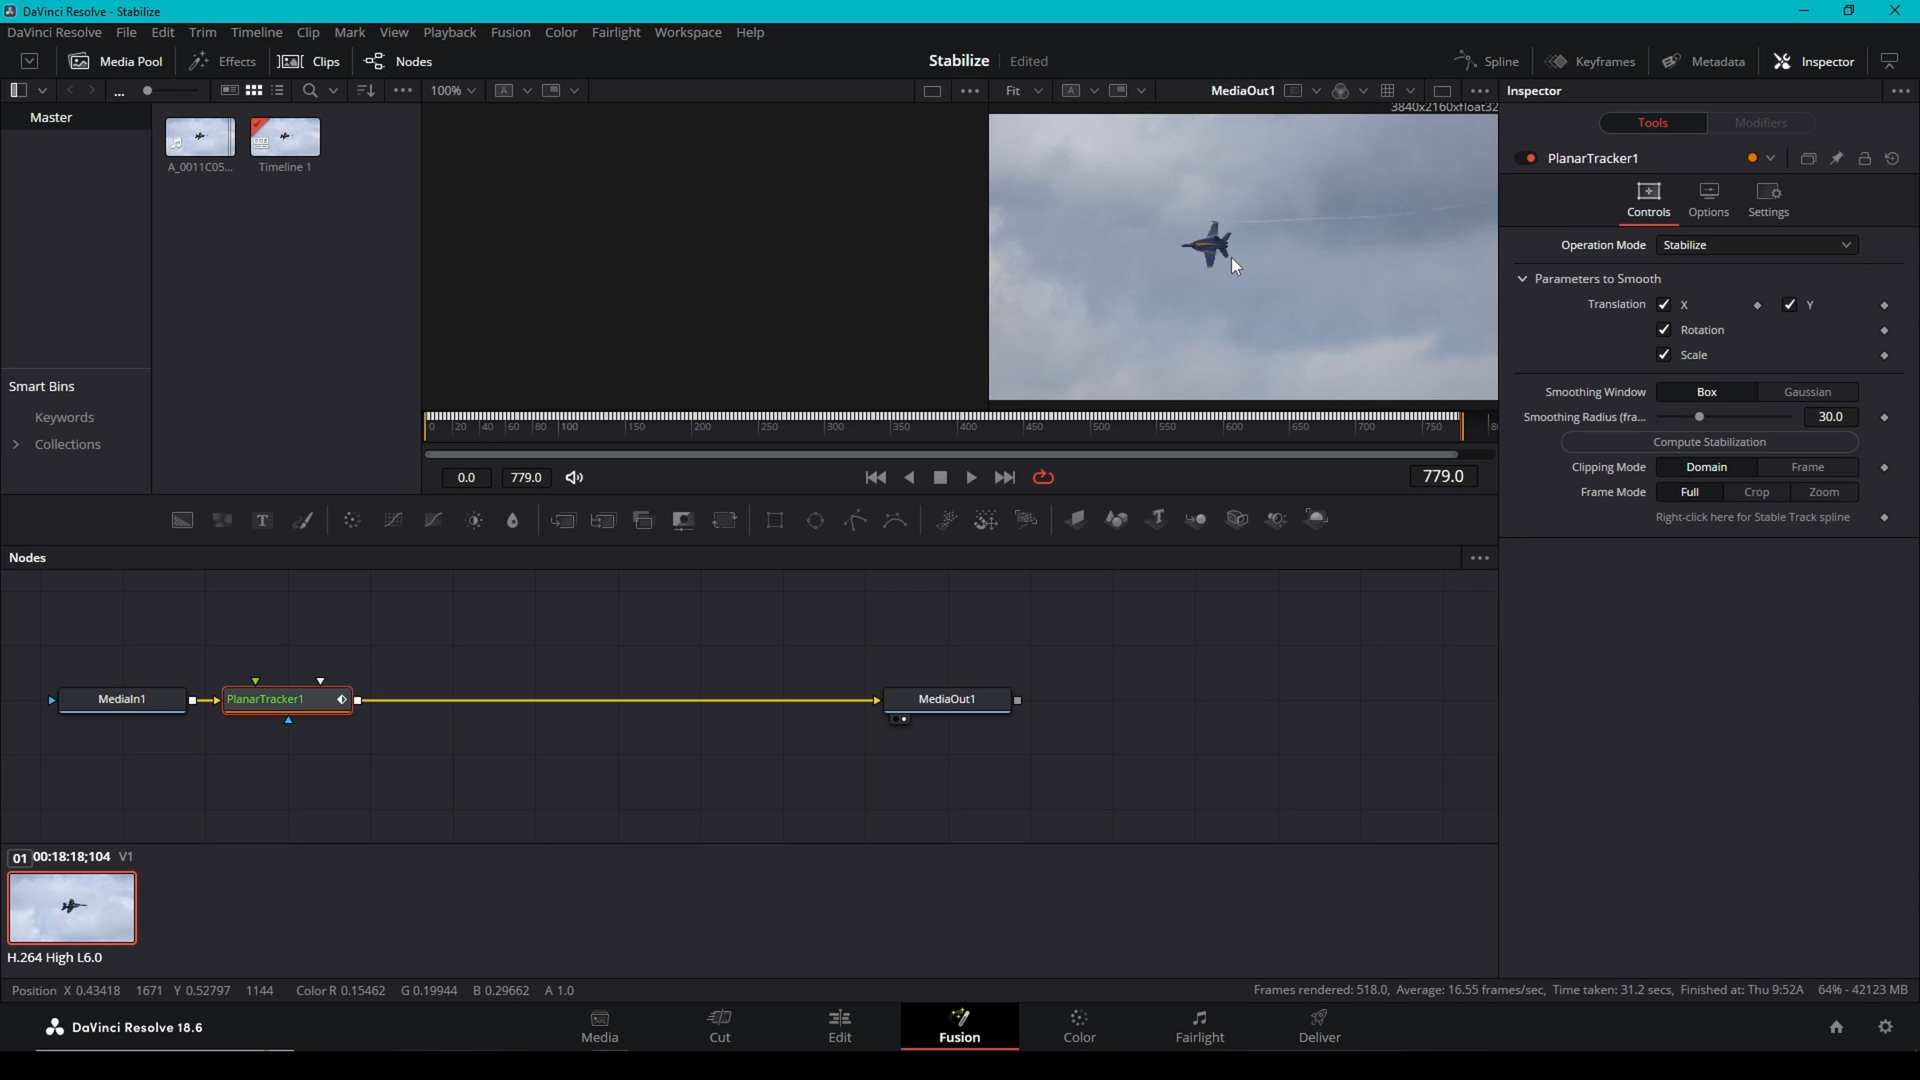 DaVinci Resolve - Stabilize
DaVinci Resolve File Edit Trim Timeline Clip Mark View Playback Fusion Color Fairlight Workspace Help
Media Pool Effects Clips Nodes Stabilize Edited Spline Keyframes Metadata Inspector
... 100% A Fit A MediaOut1 Inspector
3840x2160xfloat32
Master
A_0011C05... Timeline 1
Tools Modifiers
PlanarTracker1
Controls Options Settings
Operation Mode Stabilize
Parameters to Smooth
Translation X Y
Rotation
Scale
Smoothing Window Box Gaussian
Smoothing Radius (fra... 30.0
Compute Stabilization
Clipping Mode Domain Frame
Frame Mode Full Crop Zoom
Right-click here for Stable Track spline
Smart Bins
Keywords
Collections
0 20 40 60 80 100 150 200 250 300 350 400 450 500 550 600 650 700 750
0.0 779.0 779.0
T T
Nodes
MediaIn1 PlanarTracker1 MediaOut1
01 00:18:18;104 V1
H.264 High L6.0
Position X 0.43418 1671 Y 0.52797 1144 Color R 0.15462 G 0.19944 B 0.29662 A 1.0
Frames rendered: 518.0, Average: 16.55 frames/sec, Time taken: 31.2 secs, Finished at: Thu 9:52A 64% - 42123 MB
DaVinci Resolve 18.6
Media Cut Edit Fusion Color Fairlight Deliver